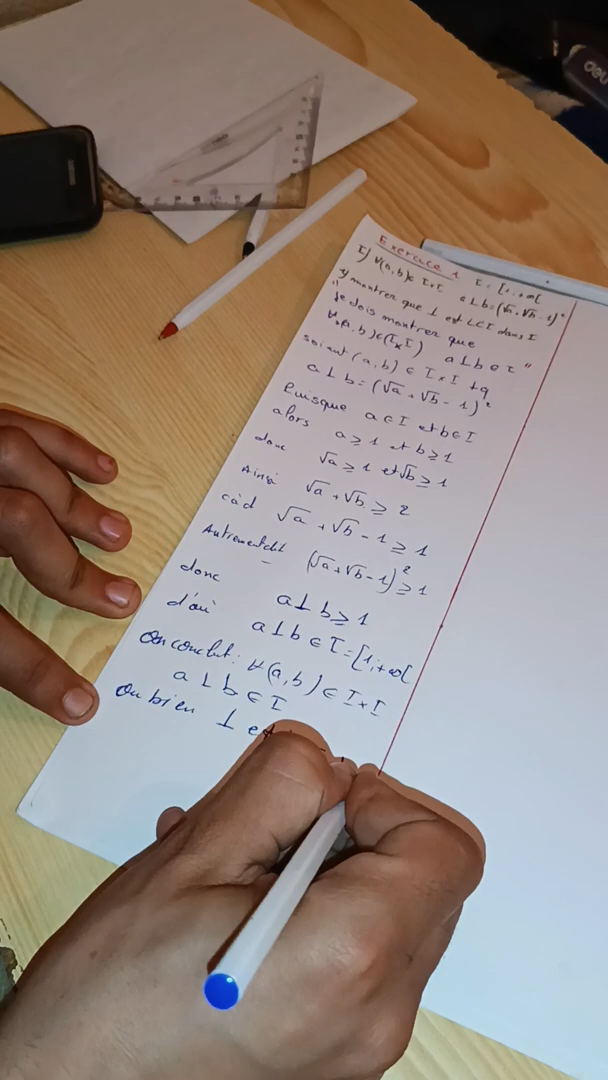 Exercice 1 I = [1; +∞[
I) ∀(a,b) ∈ I×I a⊥b = (√a + √b - 1)²
1) montrer que ⊥ est LCI dans I
" Je dois montrer que
∀(a,b) ∈ (I×I) a⊥b ∈ I "
soient (a,b) ∈ I×I tq
a⊥b = (√a + √b - 1)²
Puisque a∈I et b∈I
alors a ≥ 1 et b ≥ 1
donc √a ≥ 1 et √b ≥ 1
Ainsi √a + √b ≥ 2
càd √a + √b - 1 ≥ 1
Autrement dit (√a + √b - 1)² ≥ 1
donc a⊥b ≥ 1
d'où a⊥b ∈ I = [1; +∞[
On conclut : ∀(a,b) ∈ I×I
a⊥b ∈ I
Ou bien ⊥ es